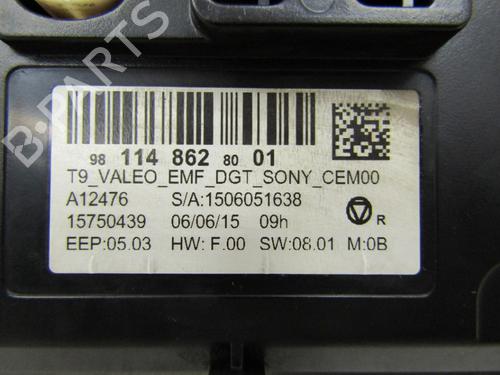 98 114 862 80 01
T9_VALEO_EMF_DGT_SONY_CEM00
A12476 S/A:1506051638
15750439 06/06/15 09h R
EEP:05.03 HW: F.00 SW:08.01 M:0B
B-PARTS